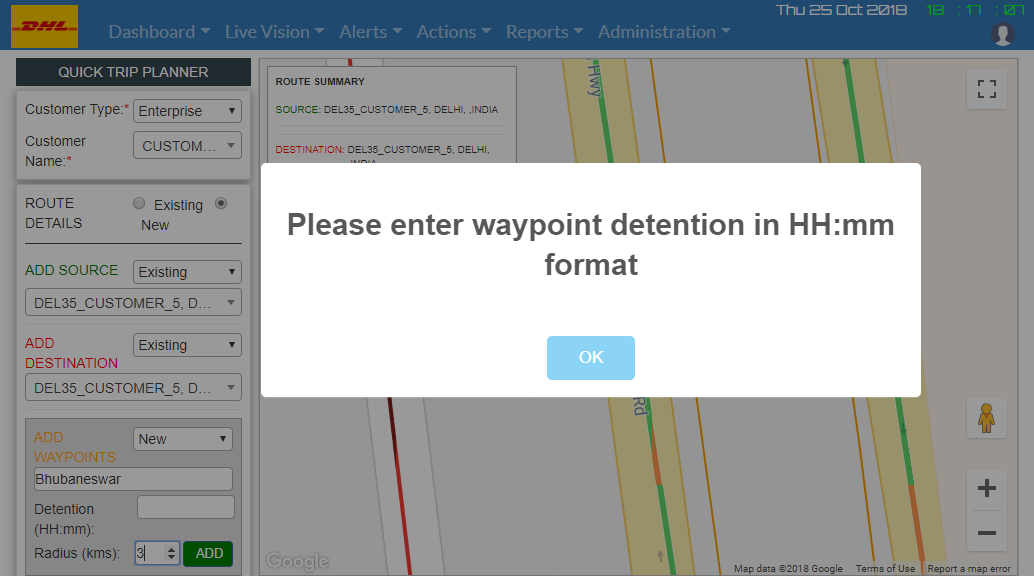 Thu 25 Oct 2018 18 : 17 : 07
DHL
Dashboard Live Vision Alerts Actions Reports Administration
QUICK TRIP PLANNER
Customer Type:* Enterprise
Customer
Name:*
CUSTOM...
ROUTE
DETAILS
Existing
New
ADD SOURCE Existing
DEL35_CUSTOMER_5, D...
ADD
DESTINATION
Existing
DEL35_CUSTOMER_5, D...
ADD
WAYPOINTS
New
Bhubaneswar
Detention
(HH:mm):
Radius (kms): 3 ADD
ROUTE SUMMARY
SOURCE: DEL35_CUSTOMER_5, DELHI, ,INDIA
DESTINATION: DEL35_CUSTOMER_5, DELHI,
,INDIA
Hwy
Please enter waypoint detention in HH:mm
format
OK
Rd
Google
Map data ©2018 Google Terms of Use Report a map error